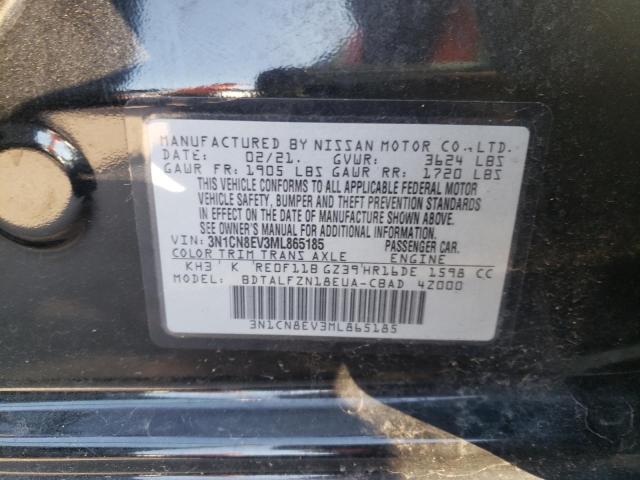 MANUFACTURED BY NISSAN MOTOR CO., LTD.
DATE: 02/21. GVWR: 3624 LBS
GAWR FR: 1905 LBS GAWR RR: 1720 LBS
THIS VEHICLE CONFORMS TO ALL APPLICABLE FEDERAL MOTOR
VEHICLE SAFETY, BUMPER AND THEFT PREVENTION
STANDARDS IN EFFECT ON THE DATE OF MANUFACTURE SHOWN ABOVE.
SEE OWNERS MANUAL FOR ADDITIONAL INFORMATION
VIN: 3N1CN8EV3ML865185 PASSENGER CAR.
COLOR TRIM TRANS AXLE ENGINE
KH3 ' K 'RE0F11B GZ39'HR16DE 1598 CC
MODEL: BDTALFZN18EUA-CBAD 4Z000
3N1CN8EV3ML865185